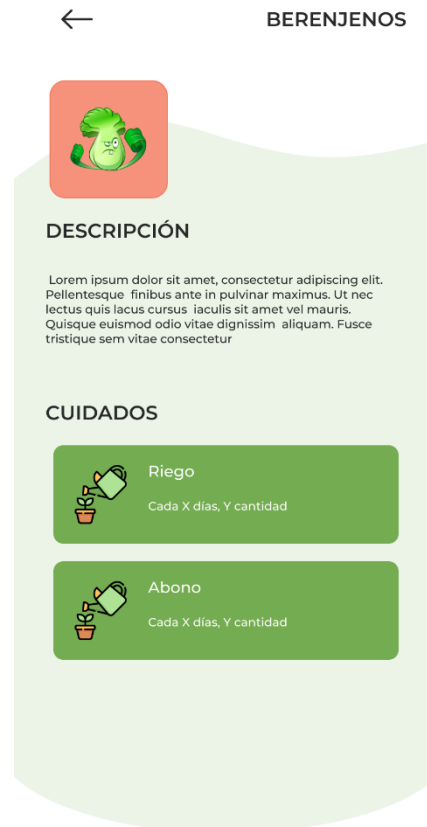 BERENJENOS
DESCRIPCIÓN
Lorem ipsum dolor sit amet, consectetur adipiscing elit.
Pellentesque finibus ante in pulvinar maximus. Ut nec
lectus quis lacus cursus iaculis sit amet vel mauris.
Quisque euismod odio vitae dignissim aliquam. Fusce
tristique sem vitae consectetur
CUIDADOS
Riego
Cada X días, Y cantidad
Abono
Cada X días, Y cantidad